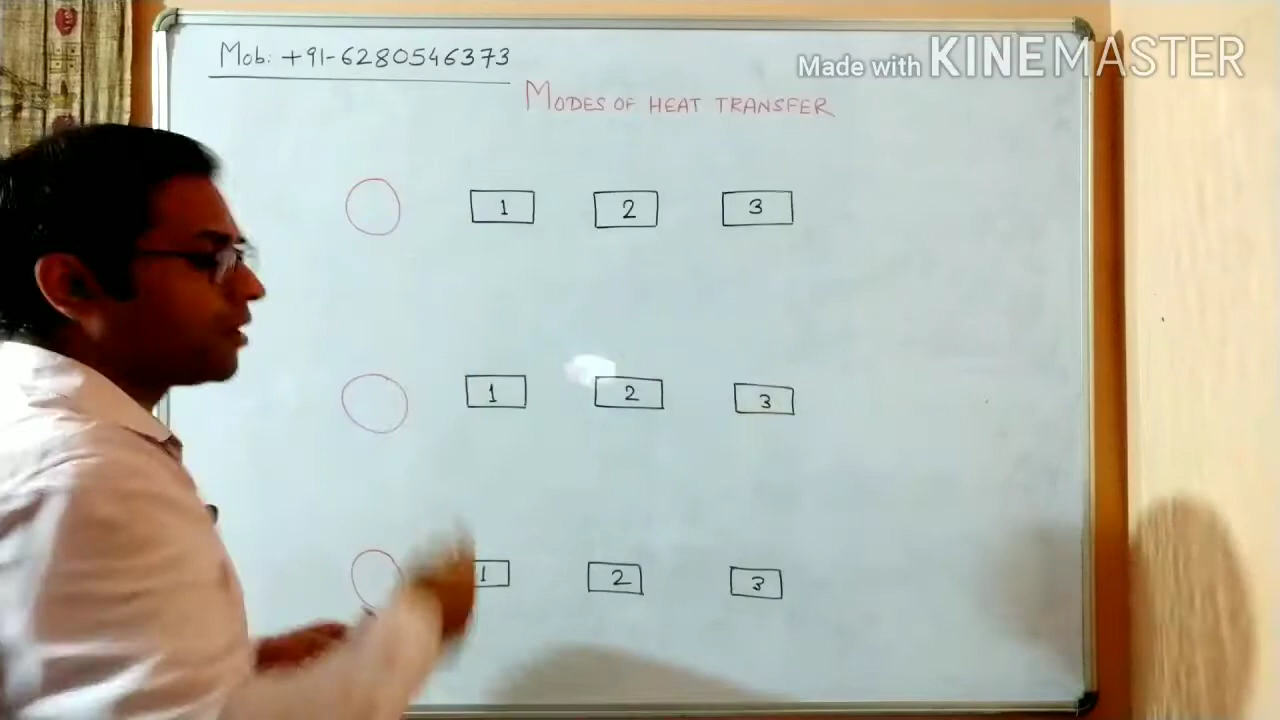 Mob: +91-6280546373
Made with KINEMASTER
MODES OF HEAT TRANSFER
1 2 3
1 2 3
1 2 3